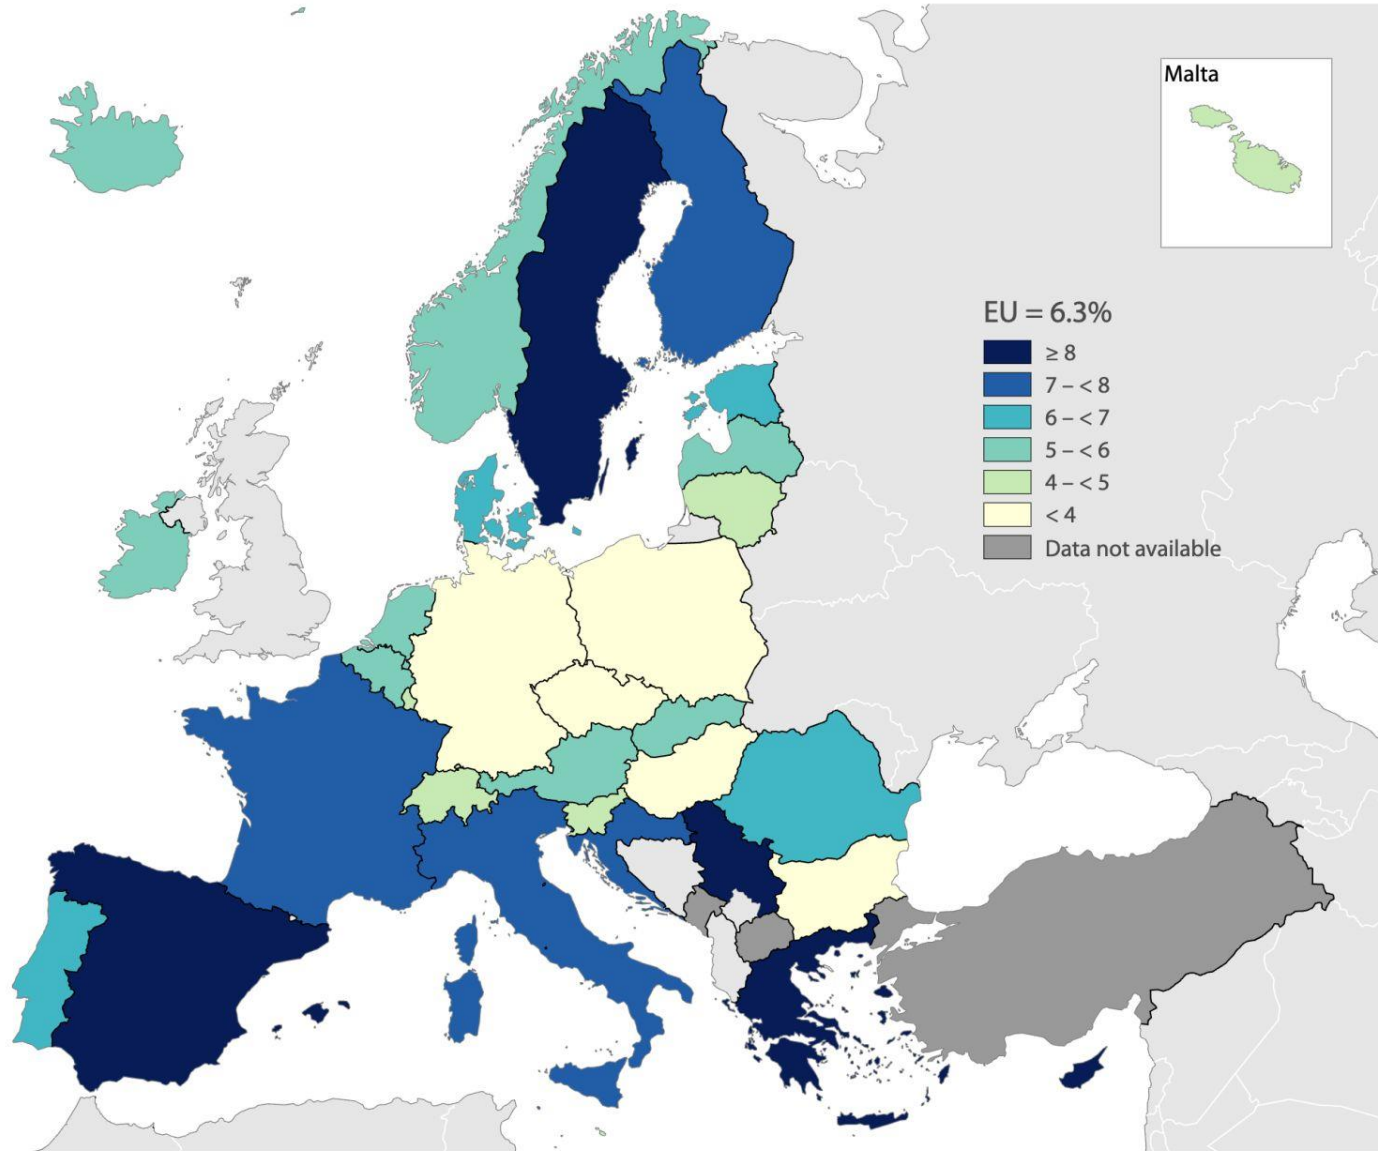 Malta
EU = 6.3%
≥ 8
7 – < 8
6 – < 7
5 – < 6
4 – < 5
< 4
Data not available